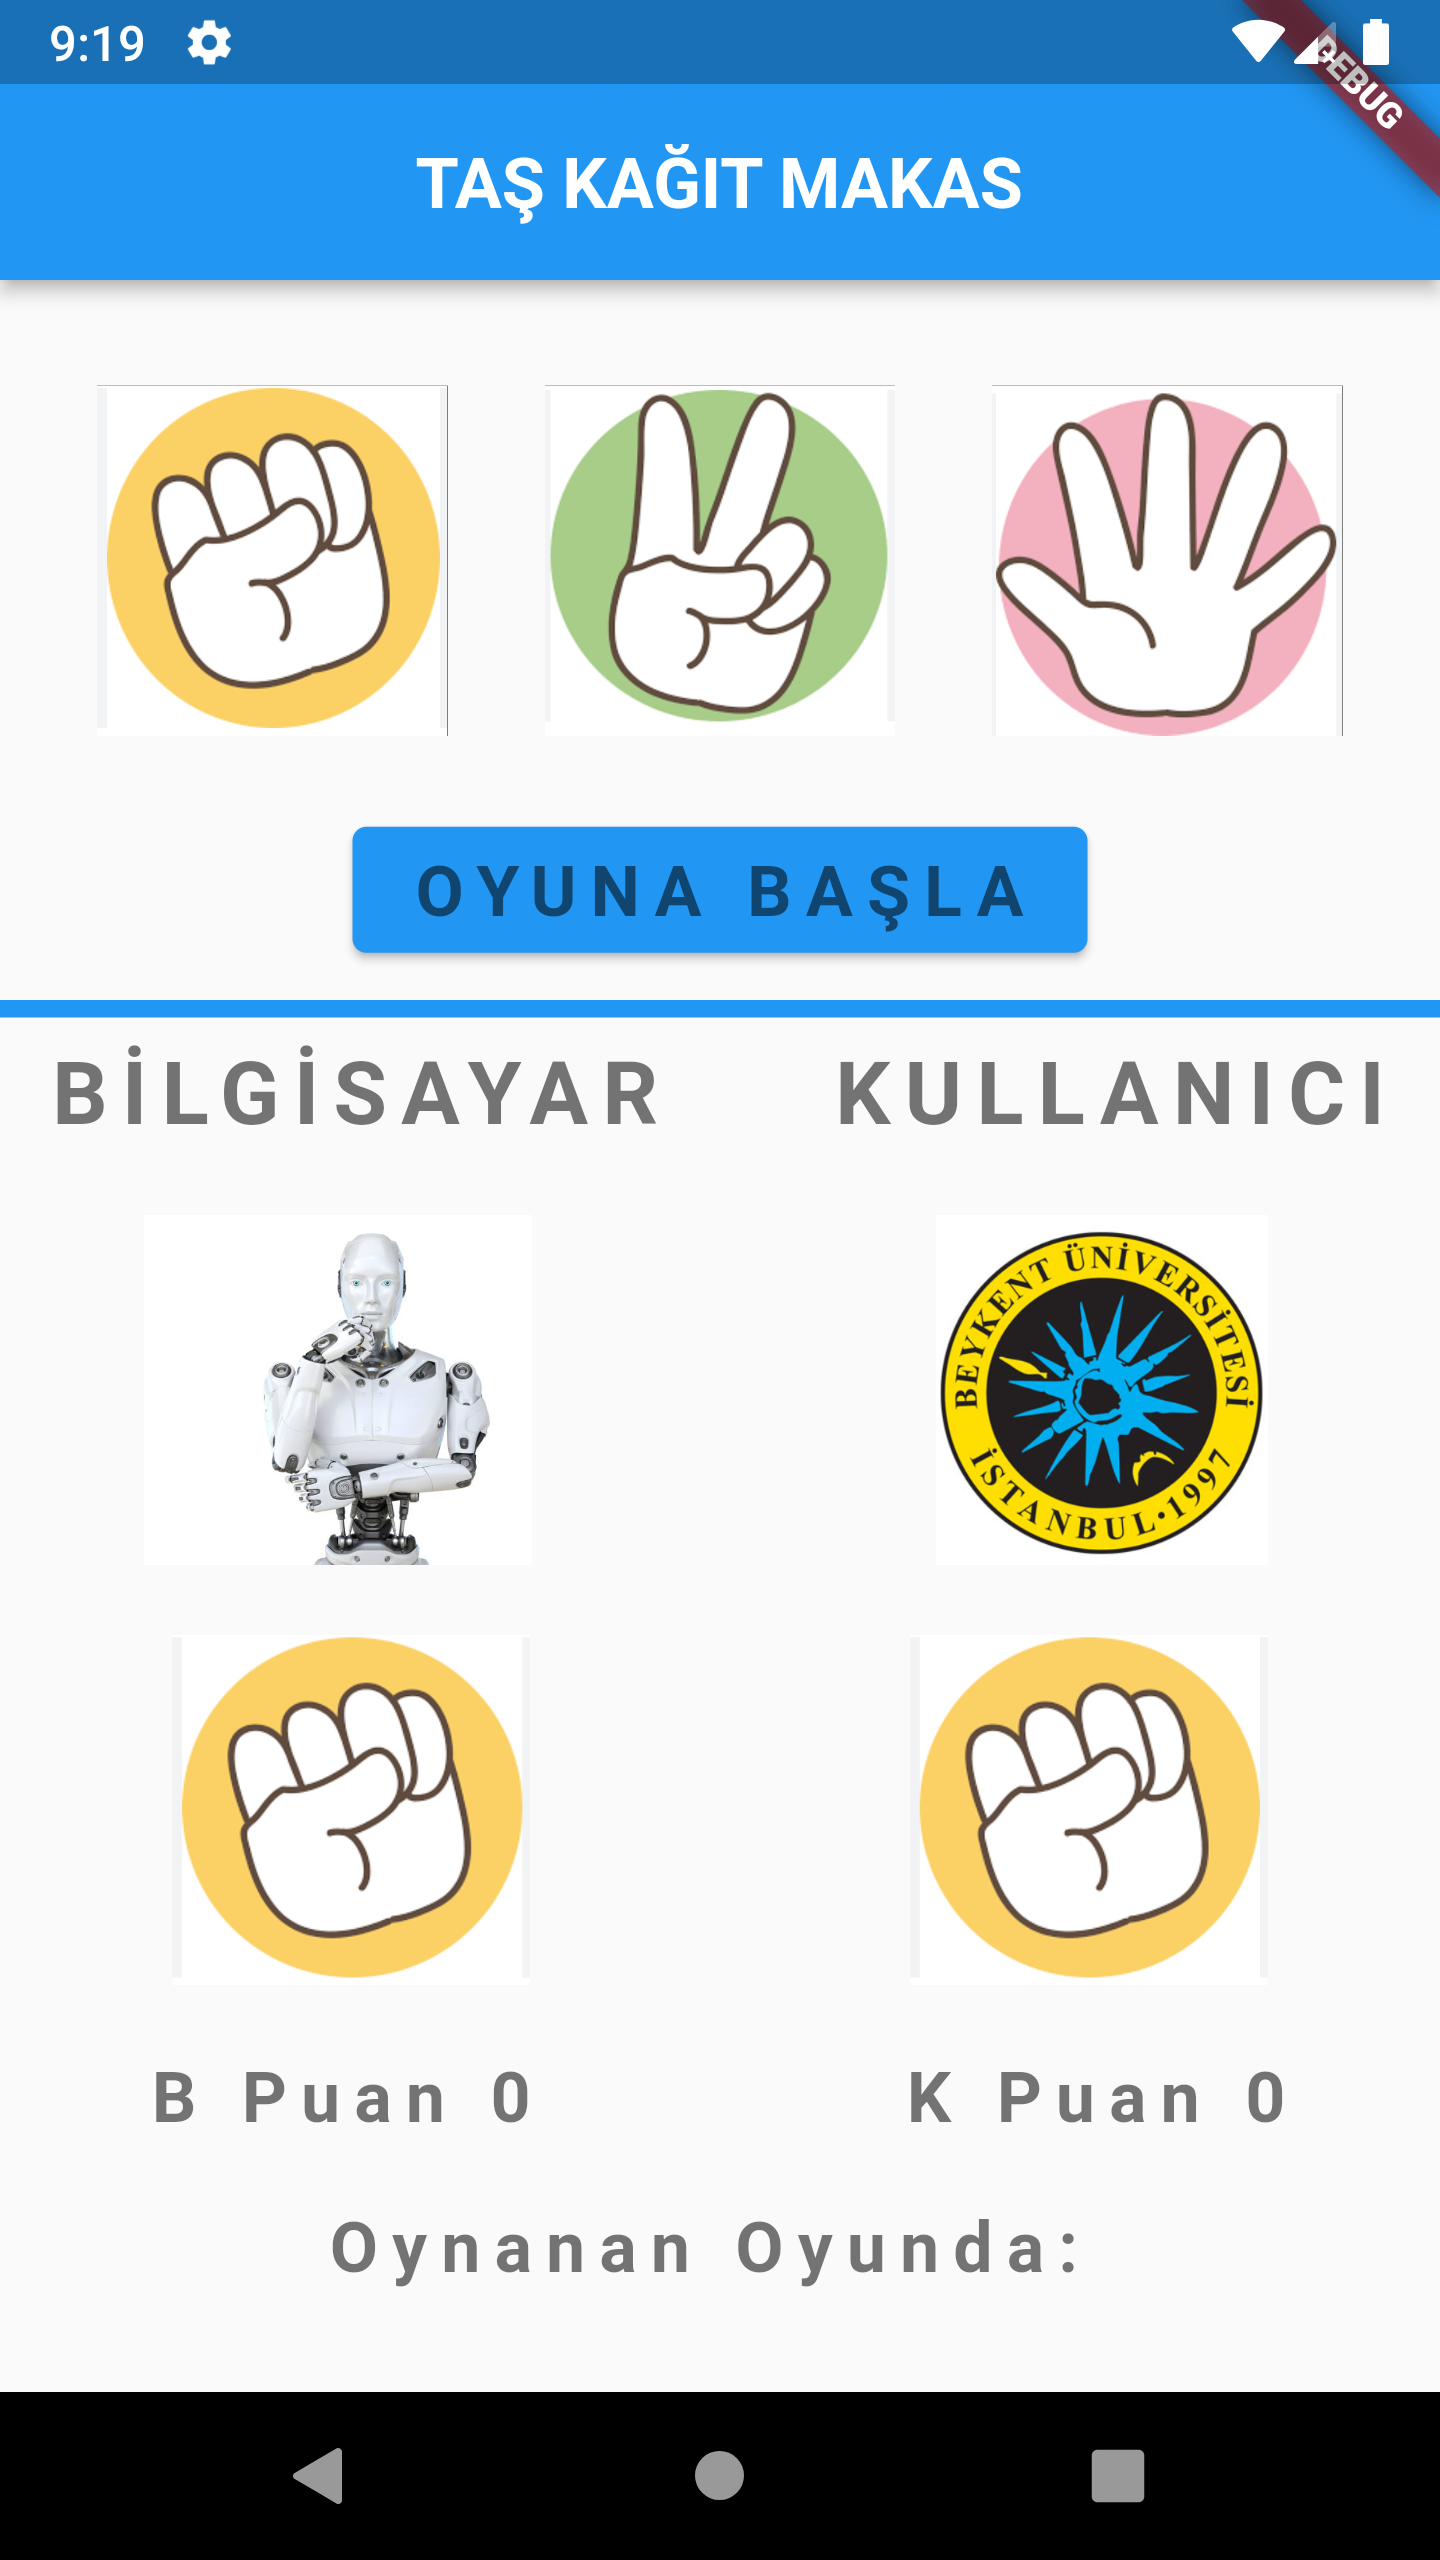 9:19
DEBUG
TAŞ KAĞIT MAKAS
OYUNA BAŞLA
BİLGİSAYAR KULLANICI
BEYKENT ÜNİVERSİTESİ
İSTANBUL•1997
B Puan 0 K Puan 0
Oynanan Oyunda: